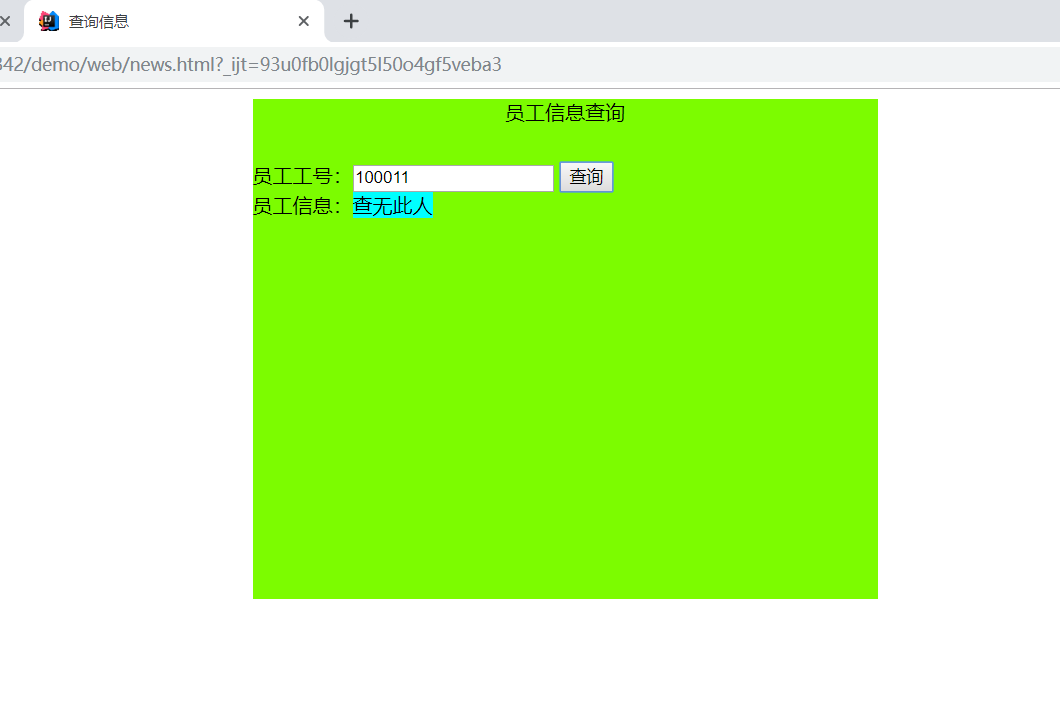 查询信息
342/demo/web/news.html?_ijt=93u0fb0lgjgt5l50o4gf5veba3
员工信息查询
员工工号：100011 查询
员工信息：查无此人